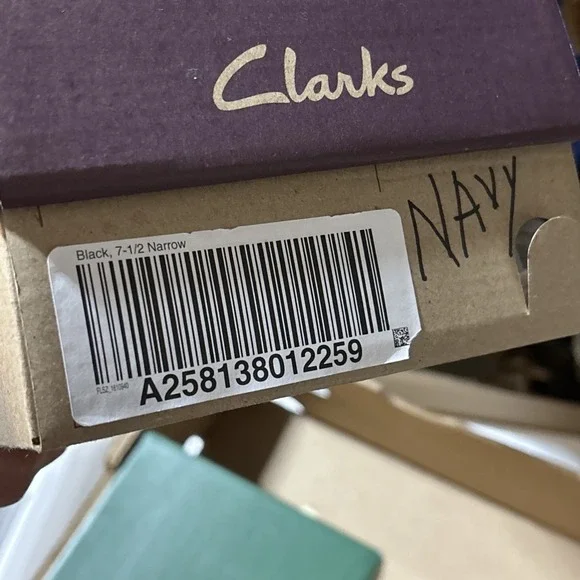 Clarks
NAVY
Black, 7-1/2 Narrow
A258138012259